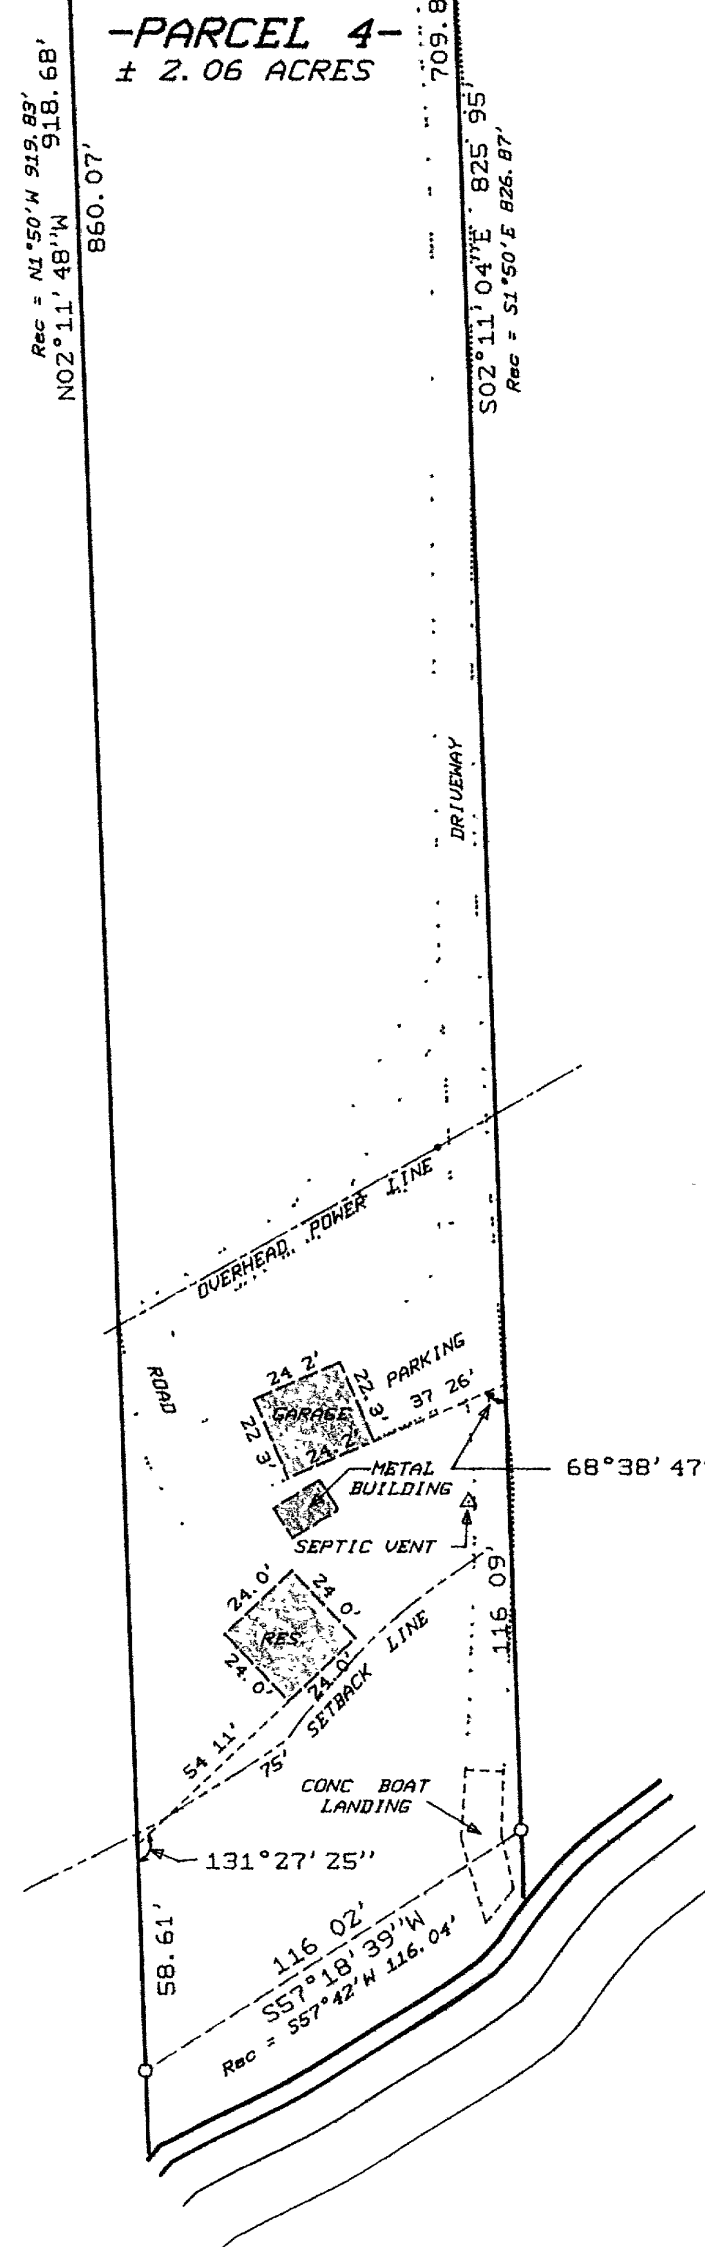 -PARCEL 4-
± 2.06 ACRES
Rec = N1°50'W 919.83'
N02°11'48"W 918.68'
860.07'
709.8
S02°11'04"E 825 95'
Rec = S1°50'E 826.87'
DRIVEWAY
OVERHEAD POWER LINE
ROAD
PARKING
24 2'
22.3'
GARAGE
22 3'
24.2'
37 26'
68°38'47"
METAL
BUILDING
SEPTIC VENT
116 09'
24.0'
24 0'
RES.
24.0'
24.0'
SETBACK LINE
54 11'
75'
CONC BOAT
LANDING
131°27'25"
58.61'
116 02'
S57°18'39"W
Rec = S57°42'W 116.04'